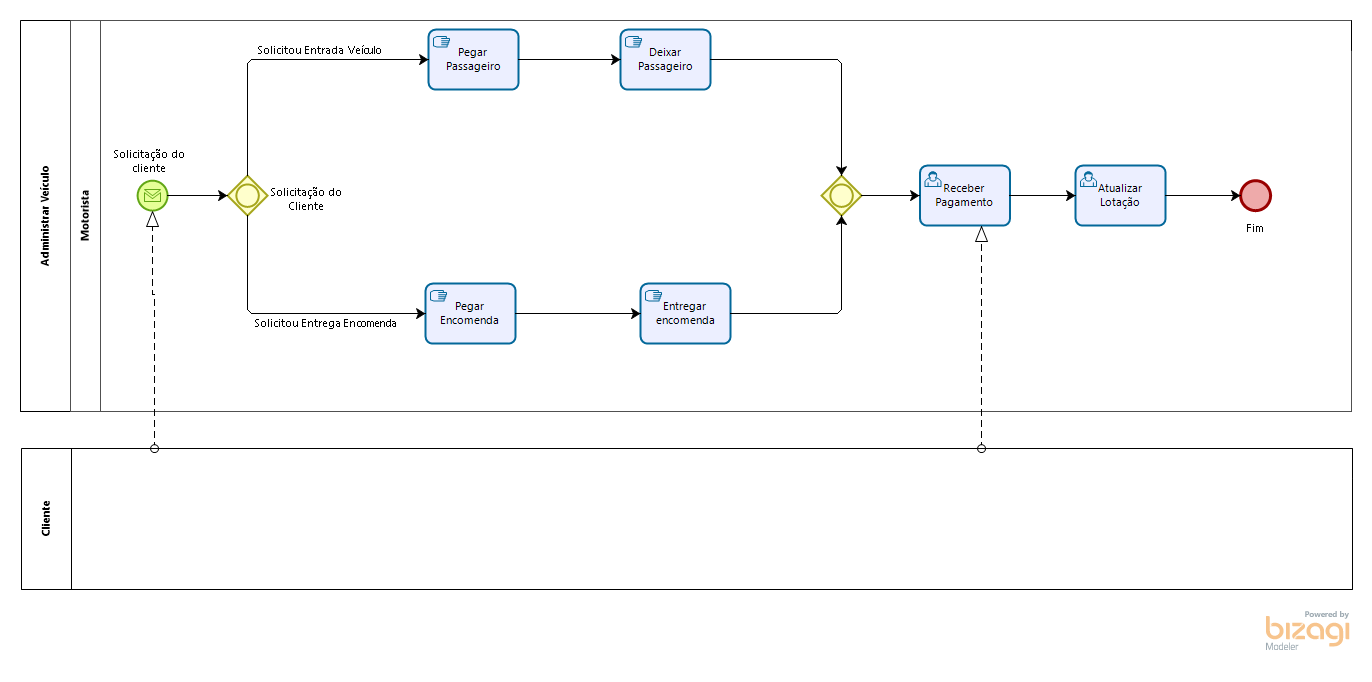 Administrar Veículo
Motorista
Solicitação do
cliente
Solicitação do
Cliente
Solicitou Entrada Veículo
Pegar
Passageiro
Deixar
Passageiro
Solicitou Entrega Encomenda
Pegar
Encomenda
Entregar
encomenda
Receber
Pagamento
Atualizar
Lotação
Fim
Cliente
Powered by
bizagi
Modeler